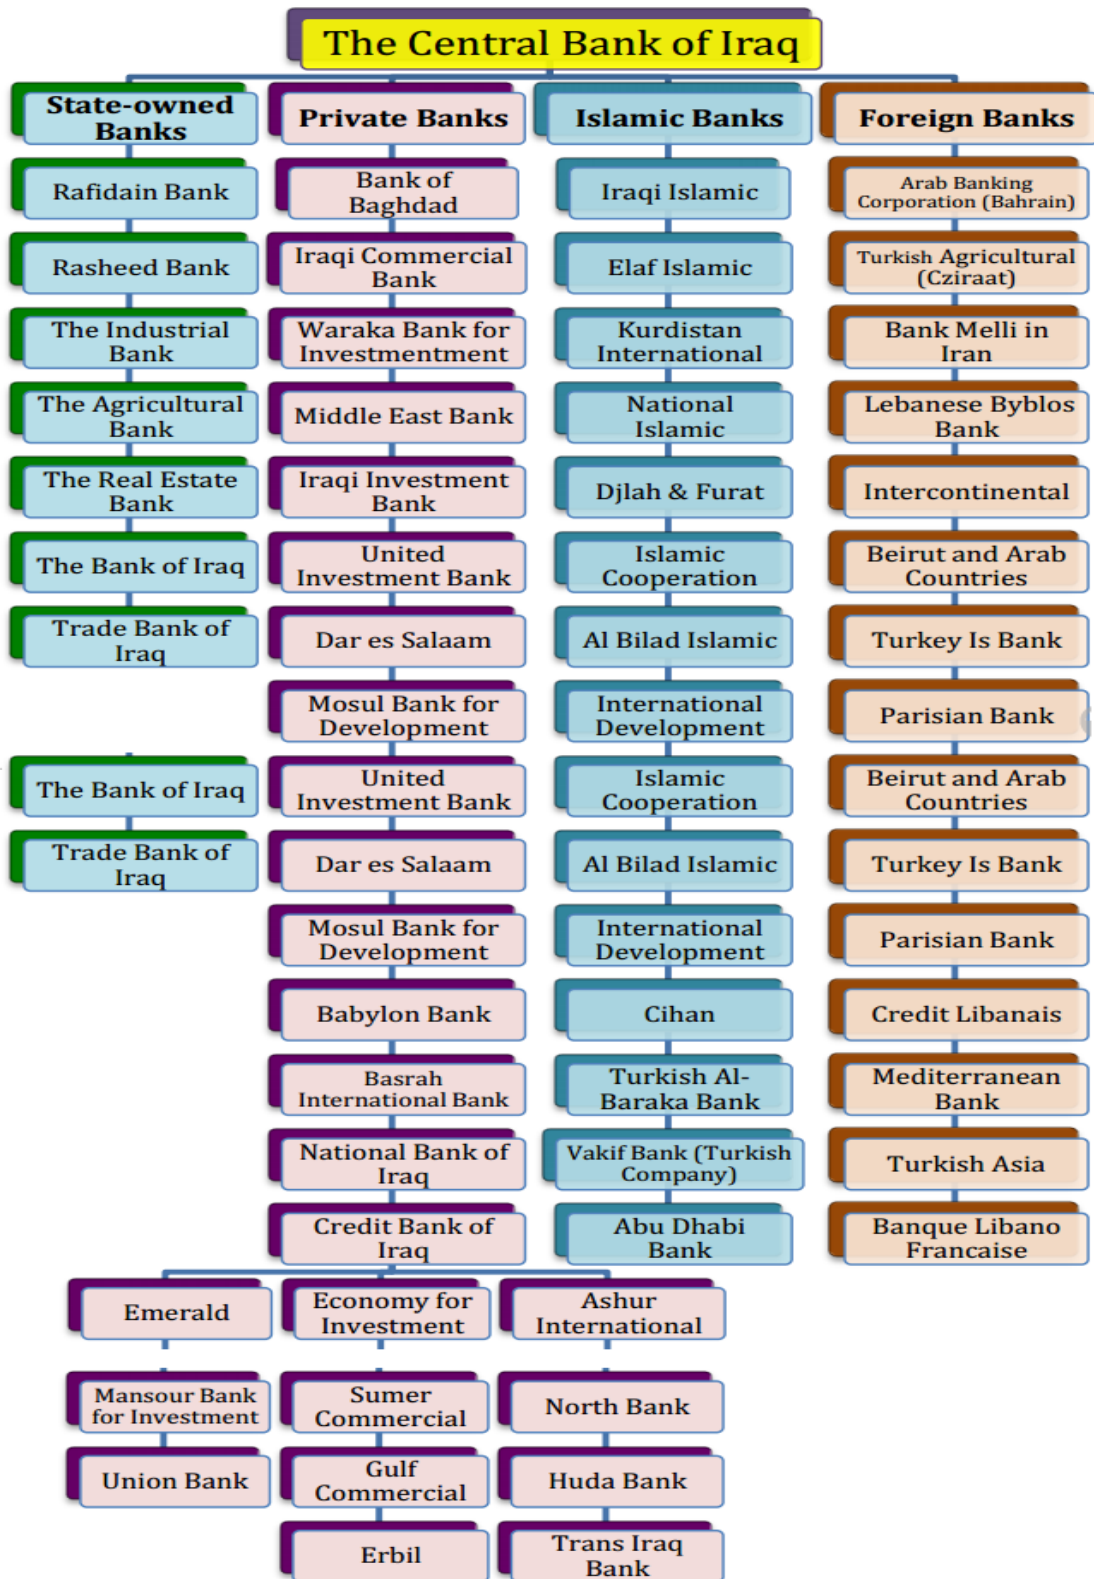 The Central Bank of Iraq
State-owned
Banks
Private Banks
Islamic Banks
Foreign Banks
Rafidain Bank
Bank of
Baghdad
Iraqi Islamic
Arab Banking
Corporation (Bahrain)
Rasheed Bank
Iraqi Commercial
Bank
Elaf Islamic
Turkish Agricultural
(Cziraat)
The Industrial
Bank
Waraka Bank for
Investmentment
Kurdistan
International
Bank Melli in
Iran
The Agricultural
Bank
Middle East Bank
National
Islamic
Lebanese Byblos
Bank
The Real Estate
Bank
Iraqi Investment
Bank
Djlah & Furat
Intercontinental
The Bank of Iraq
United
Investment Bank
Islamic
Cooperation
Beirut and Arab
Countries
Trade Bank of
Iraq
Dar es Salaam
Al Bilad Islamic
Turkey Is Bank
Mosul Bank for
Development
International
Development
Parisian Bank
The Bank of Iraq
United
Investment Bank
Islamic
Cooperation
Beirut and Arab
Countries
Trade Bank of
Iraq
Dar es Salaam
Al Bilad Islamic
Turkey Is Bank
Mosul Bank for
Development
International
Development
Parisian Bank
Babylon Bank
Cihan
Credit Libanais
Basrah
International Bank
Turkish Al-
Baraka Bank
Mediterranean
Bank
National Bank of
Iraq
Vakif Bank (Turkish
Company)
Turkish Asia
Credit Bank of
Iraq
Abu Dhabi
Bank
Banque Libano
Francaise
Emerald
Economy for
Investment
Ashur
International
Mansour Bank
for Investment
Sumer
Commercial
North Bank
Union Bank
Gulf
Commercial
Huda Bank
Erbil
Trans Iraq
Bank